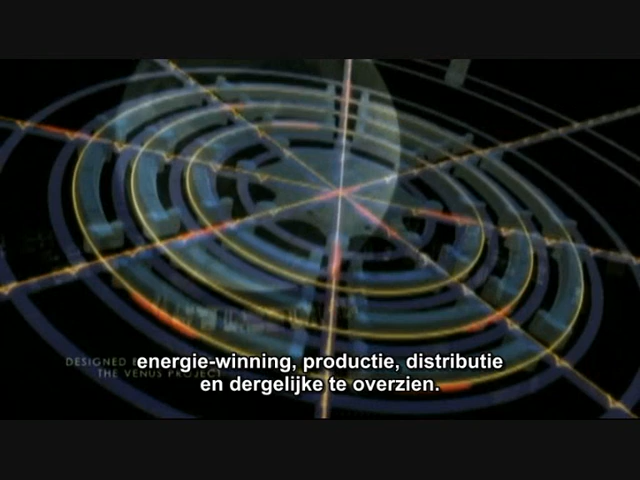 DESIGNED B
THE VENUS PROJECT
energie-winning, productie, distributie
en dergelijke te overzien.